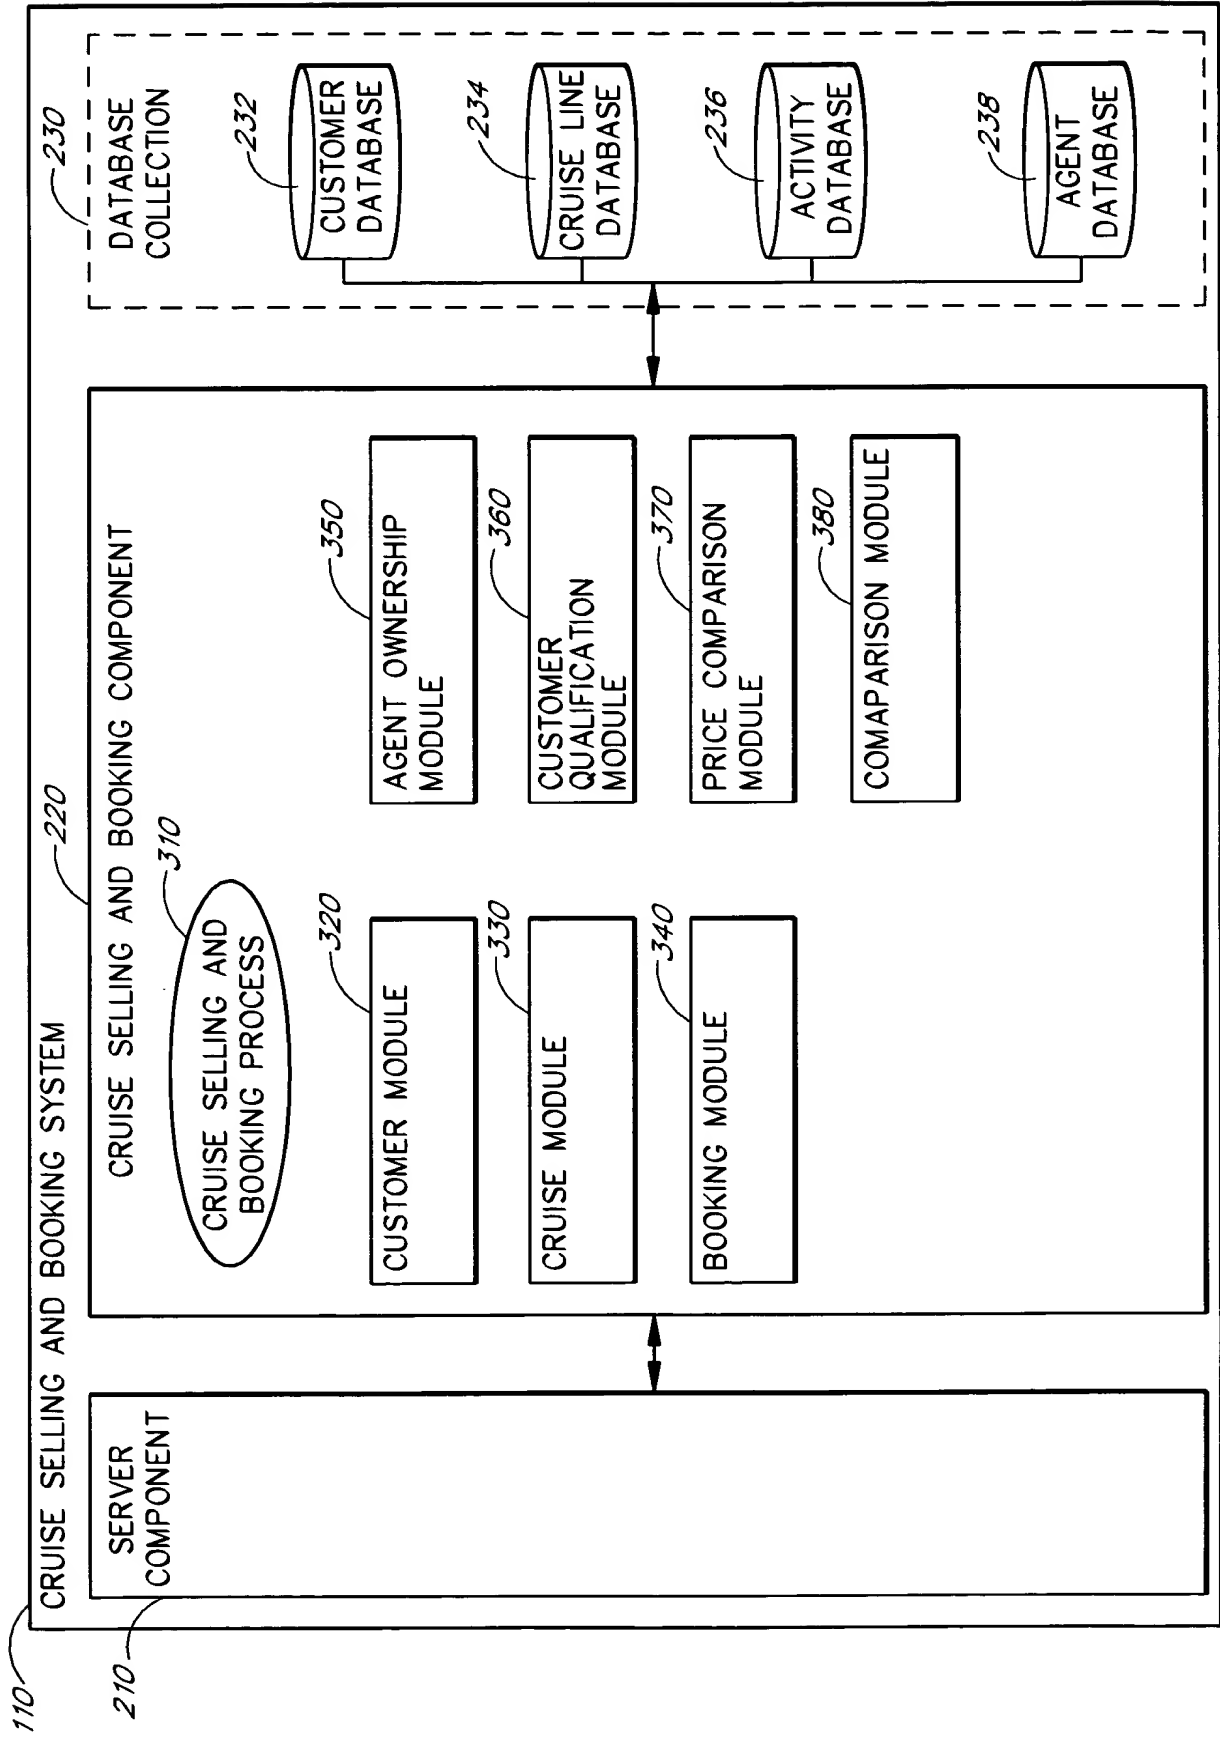 110
CRUISE SELLING AND BOOKING SYSTEM
210
SERVER
COMPONENT
220
CRUISE SELLING AND BOOKING COMPONENT
310
CRUISE SELLING AND
BOOKING PROCESS
320
CUSTOMER MODULE
330
CRUISE MODULE
340
BOOKING MODULE
350
AGENT OWNERSHIP
MODULE
360
CUSTOMER
QUALIFICATION
MODULE
370
PRICE COMPARISON
MODULE
380
COMAPARISON MODULE
230
DATABASE
COLLECTION
232
CUSTOMER
DATABASE
234
CRUISE LINE
DATABASE
236
ACTIVITY
DATABASE
238
AGENT
DATABASE